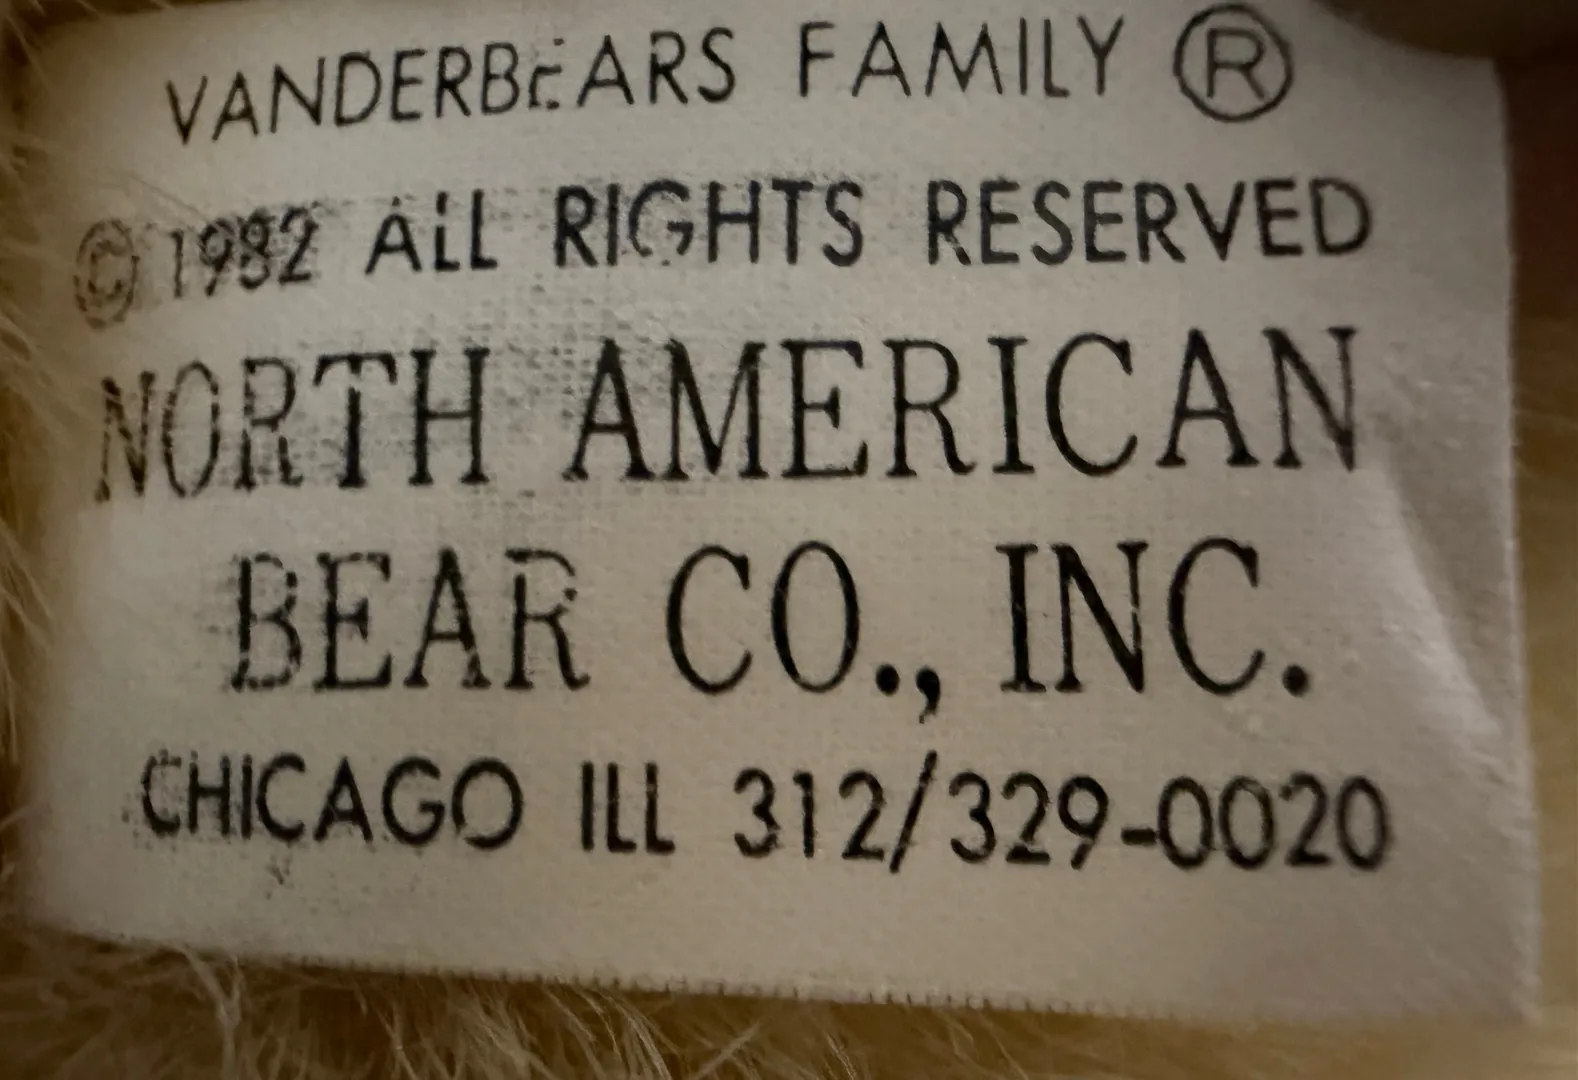 VANDERBEARS FAMILY ®
© 1982 ALL RIGHTS RESERVED
NORTH AMERICAN
BEAR CO., INC.
CHICAGO ILL 312/329-0020